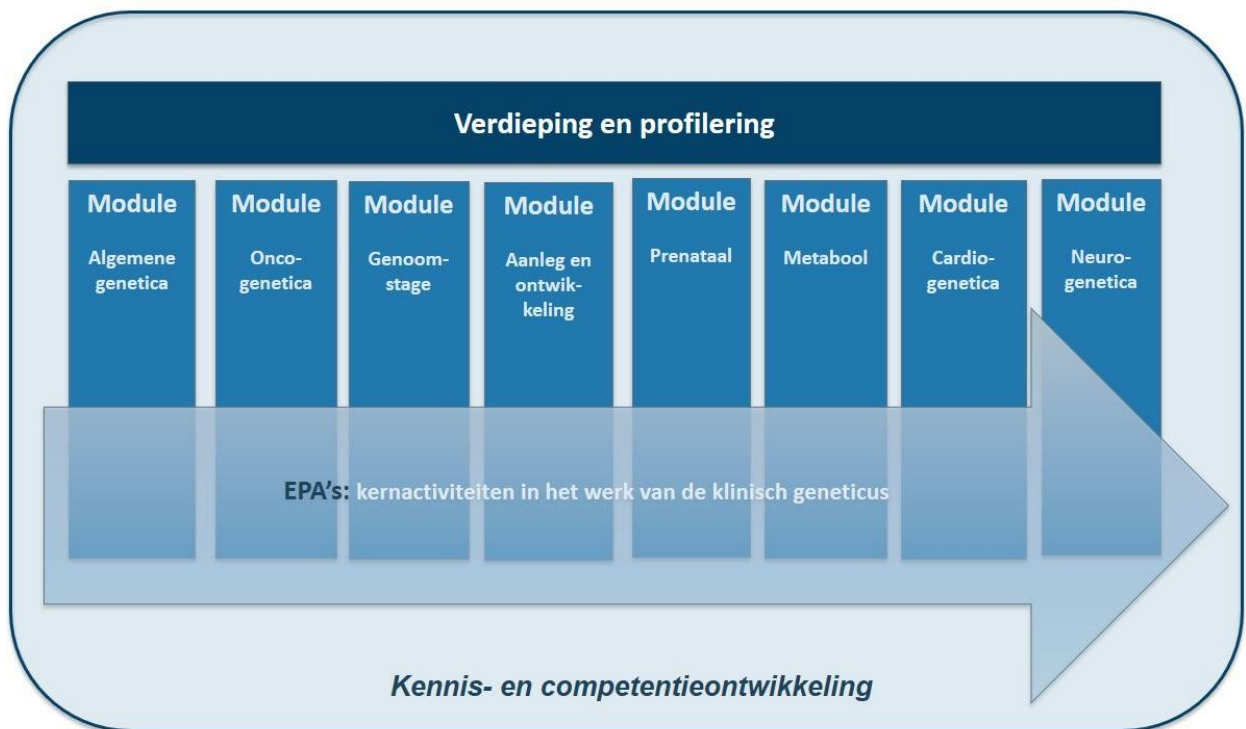 Verdieping en profilering
Module
Algemene
genetica
Module
Onco-
genetica
Module
Genoom-
stage
Module
Aanleg en
ontwik-
keling
Module
Prenataal
Module
Metabool
Module
Cardio-
genetica
Module
Neuro-
genetica
EPA’s: kernactiviteiten in het werk van de klinisch geneticus
Kennis- en competentieontwikkeling